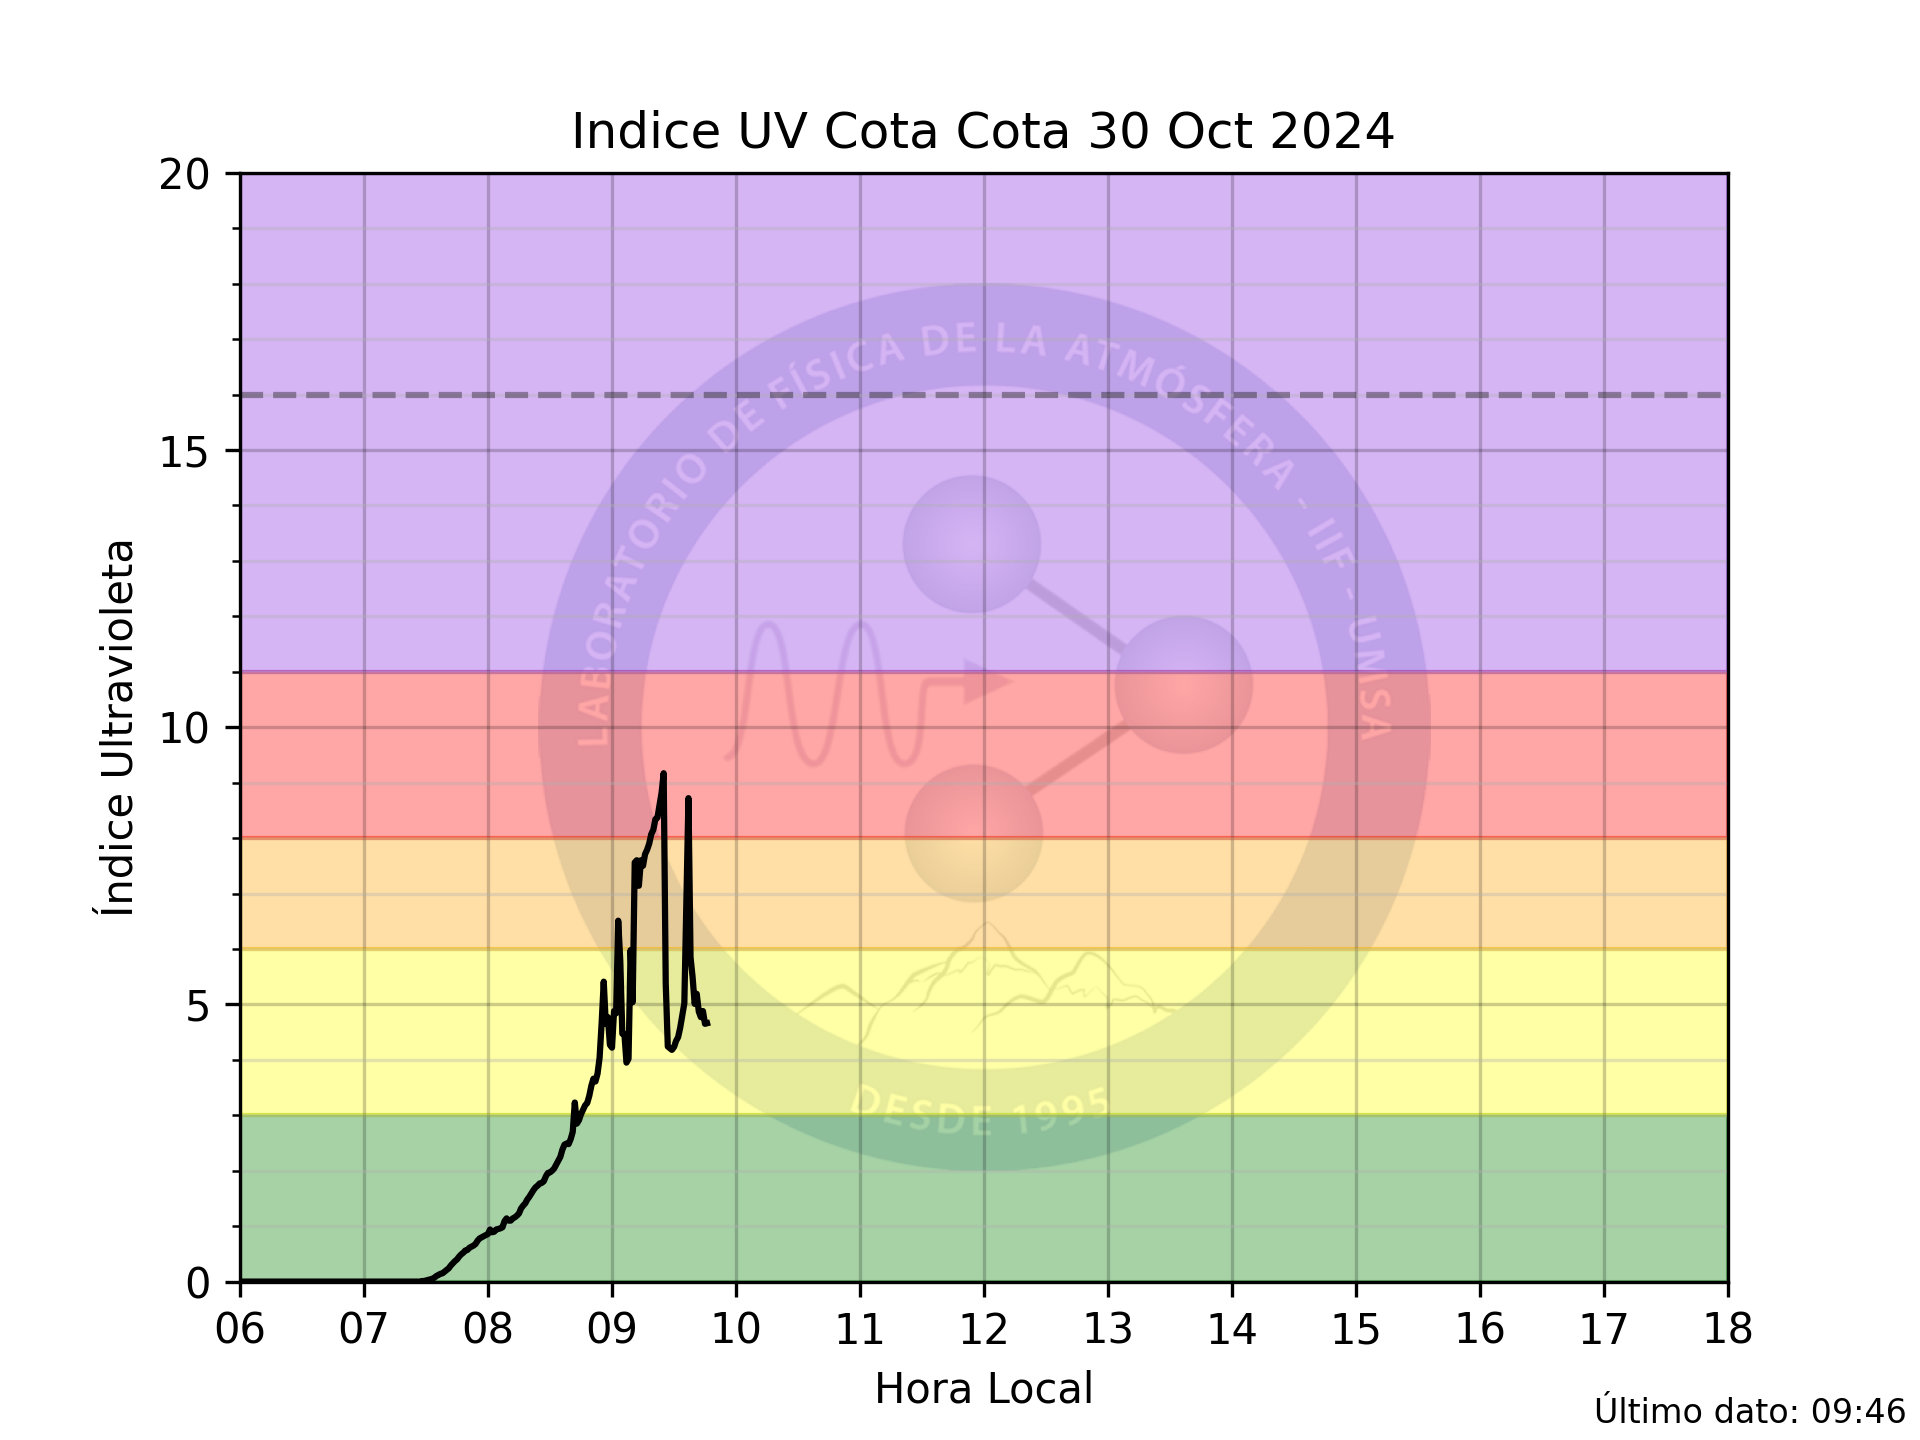 Indice UV Cota Cota 30 Oct 2024
20
15
10
5
0
Índice Ultravioleta
LABORATORIO DE FÍSICA DE LA ATMÓSFERA - IIF - UMSA
DESDE 1995
06 07 08 09 10 11 12 13 14 15 16 17 18
Hora Local
Último dato: 09:46